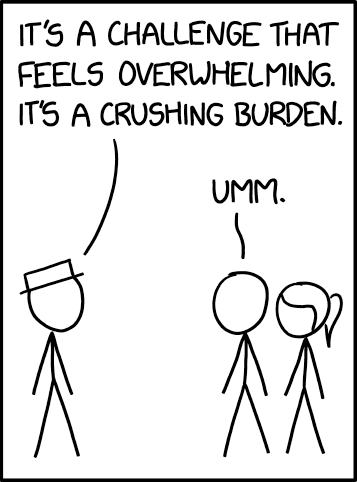 IT'S A CHALLENGE THAT
FEELS OVERWHELMING.
IT'S A CRUSHING BURDEN.
UMM.